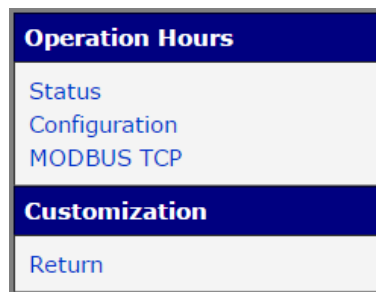 Operation Hours
Status
Configuration
MODBUS TCP
Customization
Return